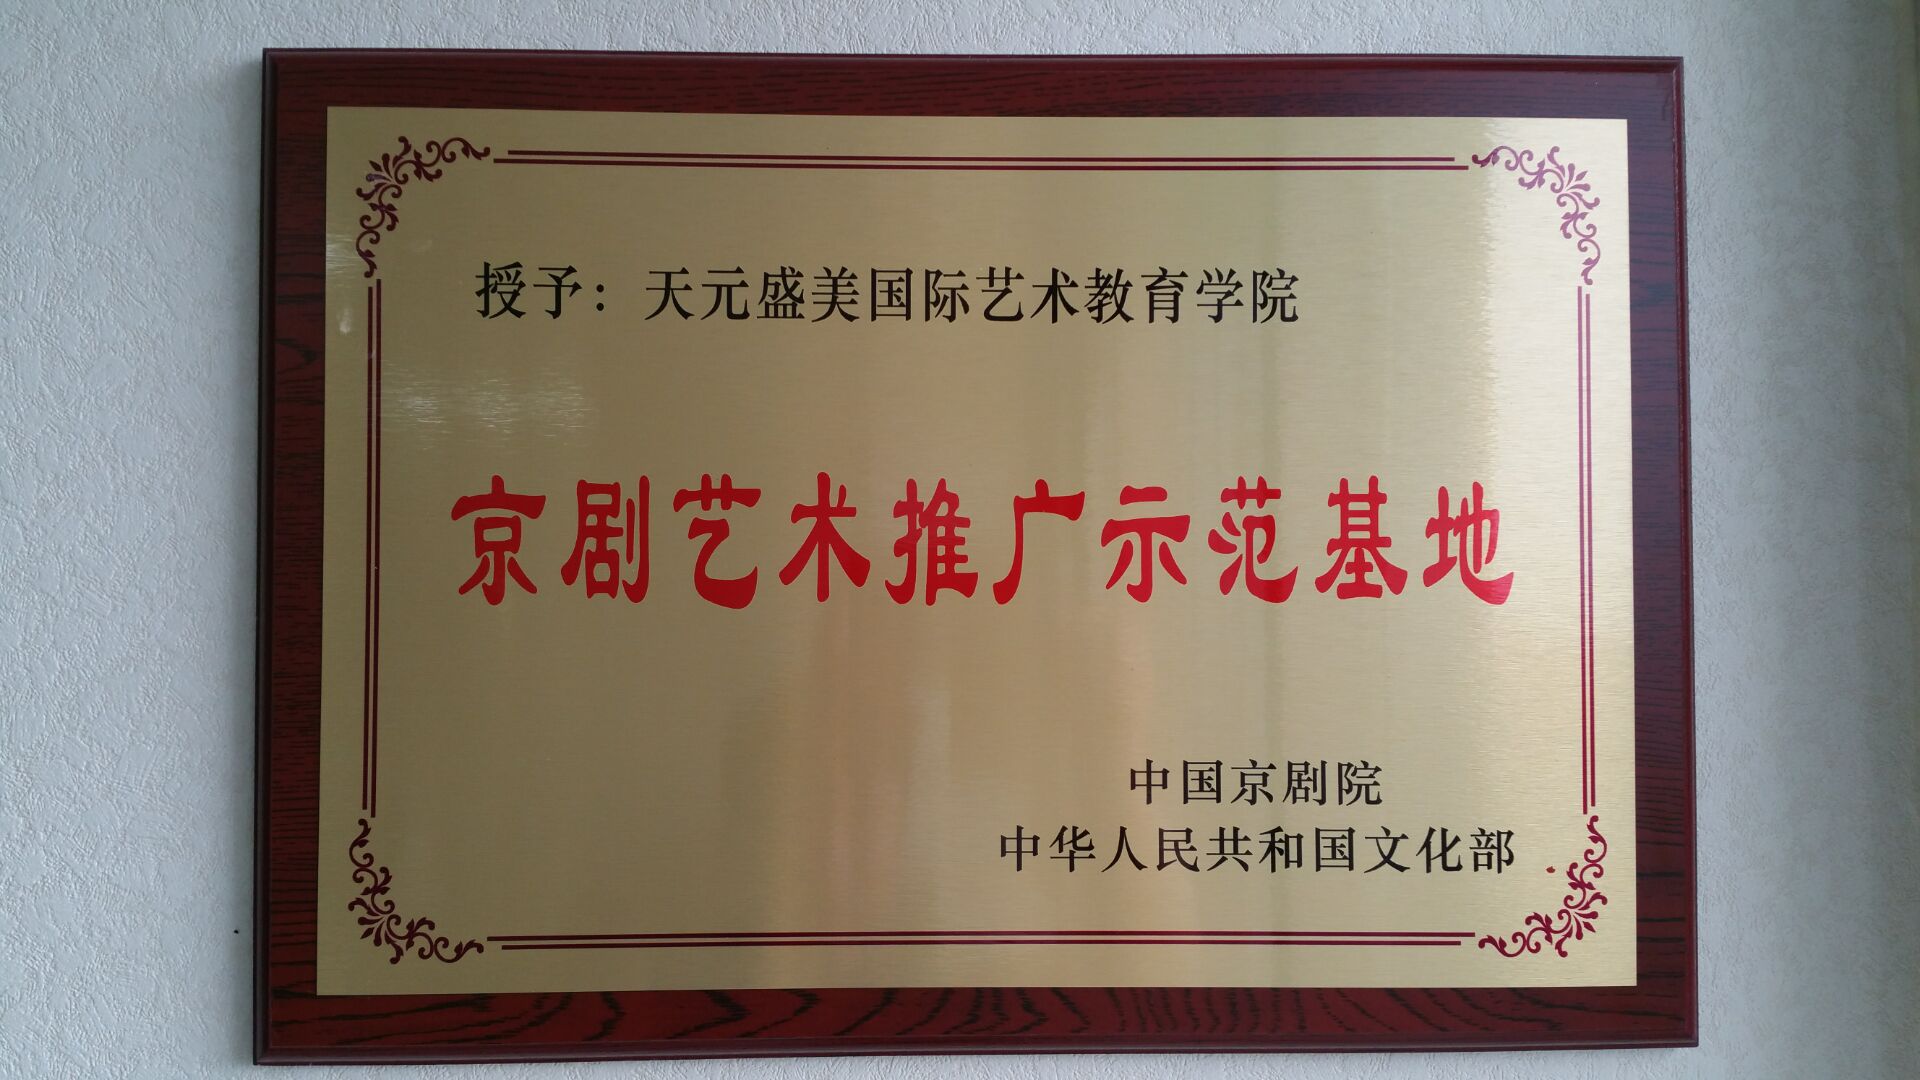 授予：天元盛美国际艺术教育学院
京剧艺术推广示范基地
中国京剧院
中华人民共和国文化部